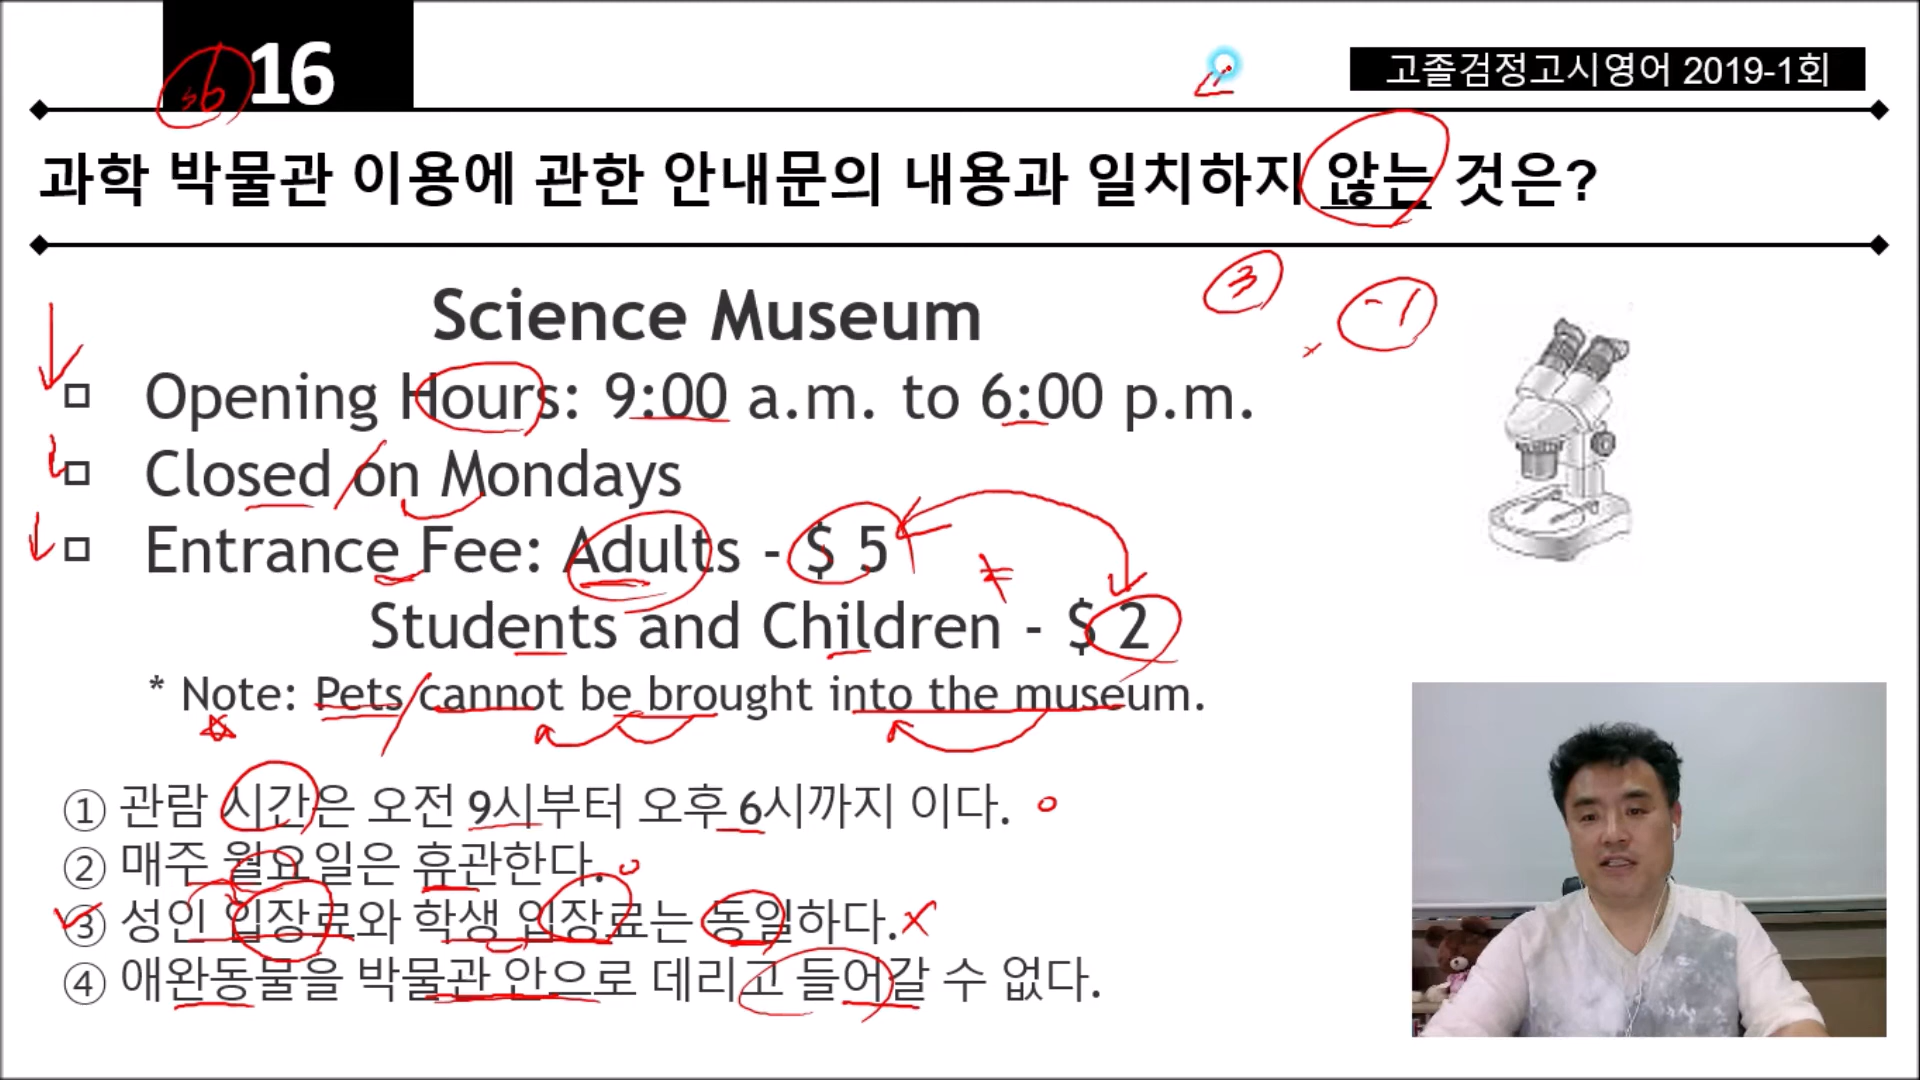 16
고졸검정고시영어 2019-1회
과학 박물관 이용에 관한 안내문의 내용과 일치하지 않는 것은?
3
-1
Science Museum
Opening Hours: 9:00 a.m. to 6:00 p.m.
Closed on Mondays
Entrance Fee: Adults - $ 5
Students and Children - $ 2
* Note: Pets cannot be brought into the museum.
① 관람 시간은 오전 9시부터 오후 6시까지 이다.
② 매주 월요일은 휴관한다.
③ 성인 입장료와 학생 입장료는 동일하다.
④ 애완동물을 박물관 안으로 데리고 들어갈 수 없다.